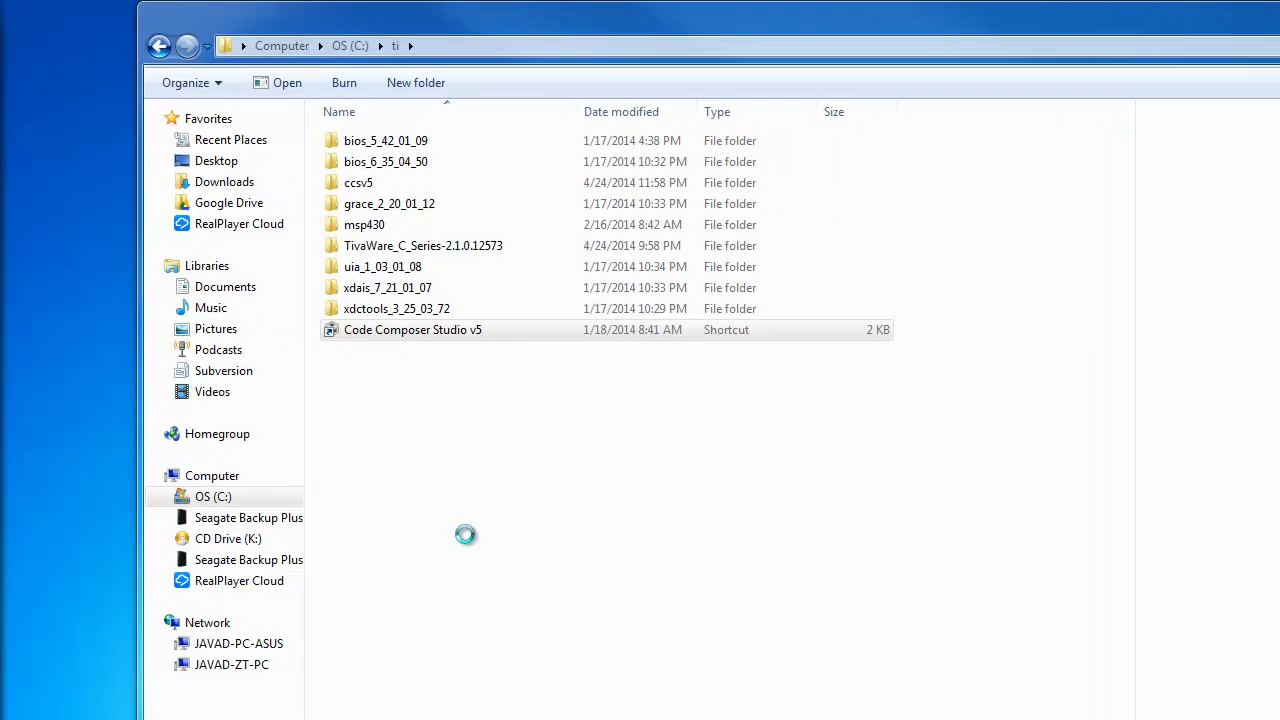 Computer OS (C:) ti
Organize Open Burn New folder
Name Date modified Type Size
Favorites
Recent Places
Desktop
Downloads
Google Drive
RealPlayer Cloud
Libraries
Documents
Music
Pictures
Podcasts
Subversion
Videos
Homegroup
Computer
OS (C:)
Seagate Backup Plus
CD Drive (K:)
Seagate Backup Plus
RealPlayer Cloud
Network
JAVAD-PC-ASUS
JAVAD-ZT-PC
bios_5_42_01_09 1/17/2014 4:38 PM File folder
bios_6_35_04_50 1/17/2014 10:32 PM File folder
ccsv5 4/24/2014 11:58 PM File folder
grace_2_20_01_12 1/17/2014 10:33 PM File folder
msp430 2/16/2014 8:42 AM File folder
TivaWare_C_Series-2.1.0.12573 4/24/2014 9:58 PM File folder
uia_1_03_01_08 1/17/2014 10:34 PM File folder
xdais_7_21_01_07 1/17/2014 10:33 PM File folder
xdctools_3_25_03_72 1/17/2014 10:29 PM File folder
Code Composer Studio v5 1/18/2014 8:41 AM Shortcut 2 KB